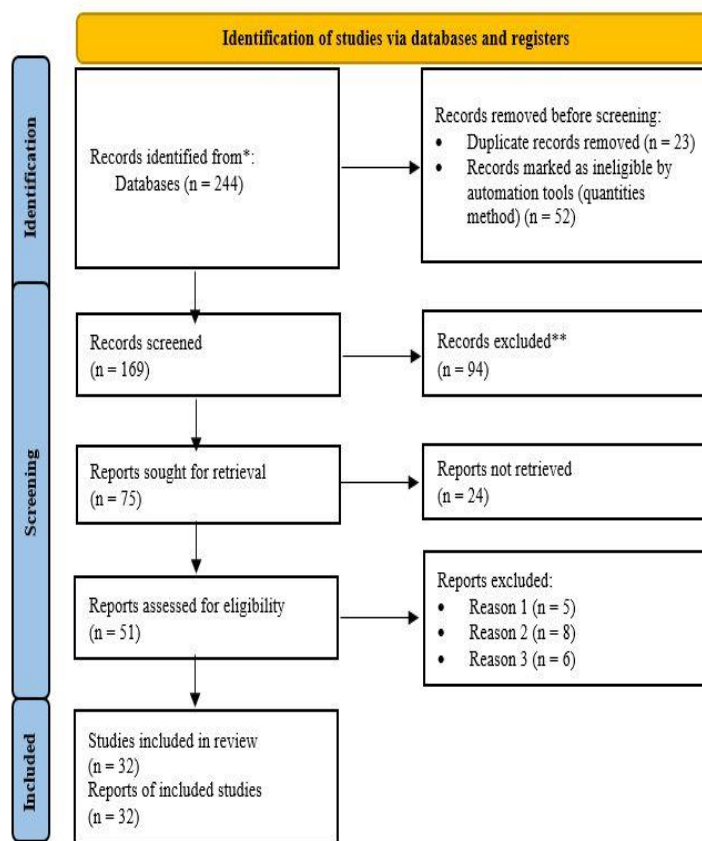 Identification of studies via databases and registers
Identification
Records identified from*:
Databases (n = 244)
Records removed before screening:
• Duplicate records removed (n = 23)
• Records marked as ineligible by
automation tools (quantities
method) (n = 52)
Screening
Records screened
(n = 169)
Records excluded**
(n = 94)
Reports sought for retrieval
(n = 75)
Reports not retrieved
(n = 24)
Reports assessed for eligibility
(n = 51)
Reports excluded:
• Reason 1 (n = 5)
• Reason 2 (n = 8)
• Reason 3 (n = 6)
Included
Studies included in review
(n = 32)
Reports of included studies
(n = 32)